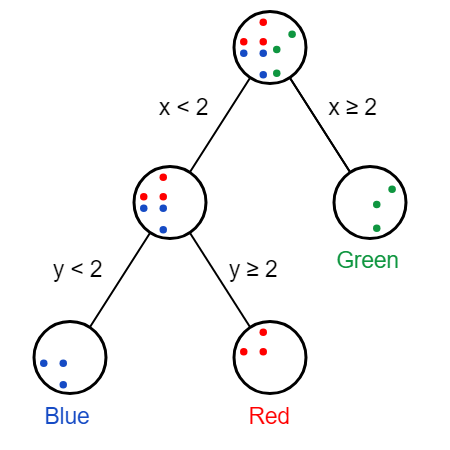 x < 2
x ≥ 2
y < 2
y ≥ 2
Green
Blue
Red